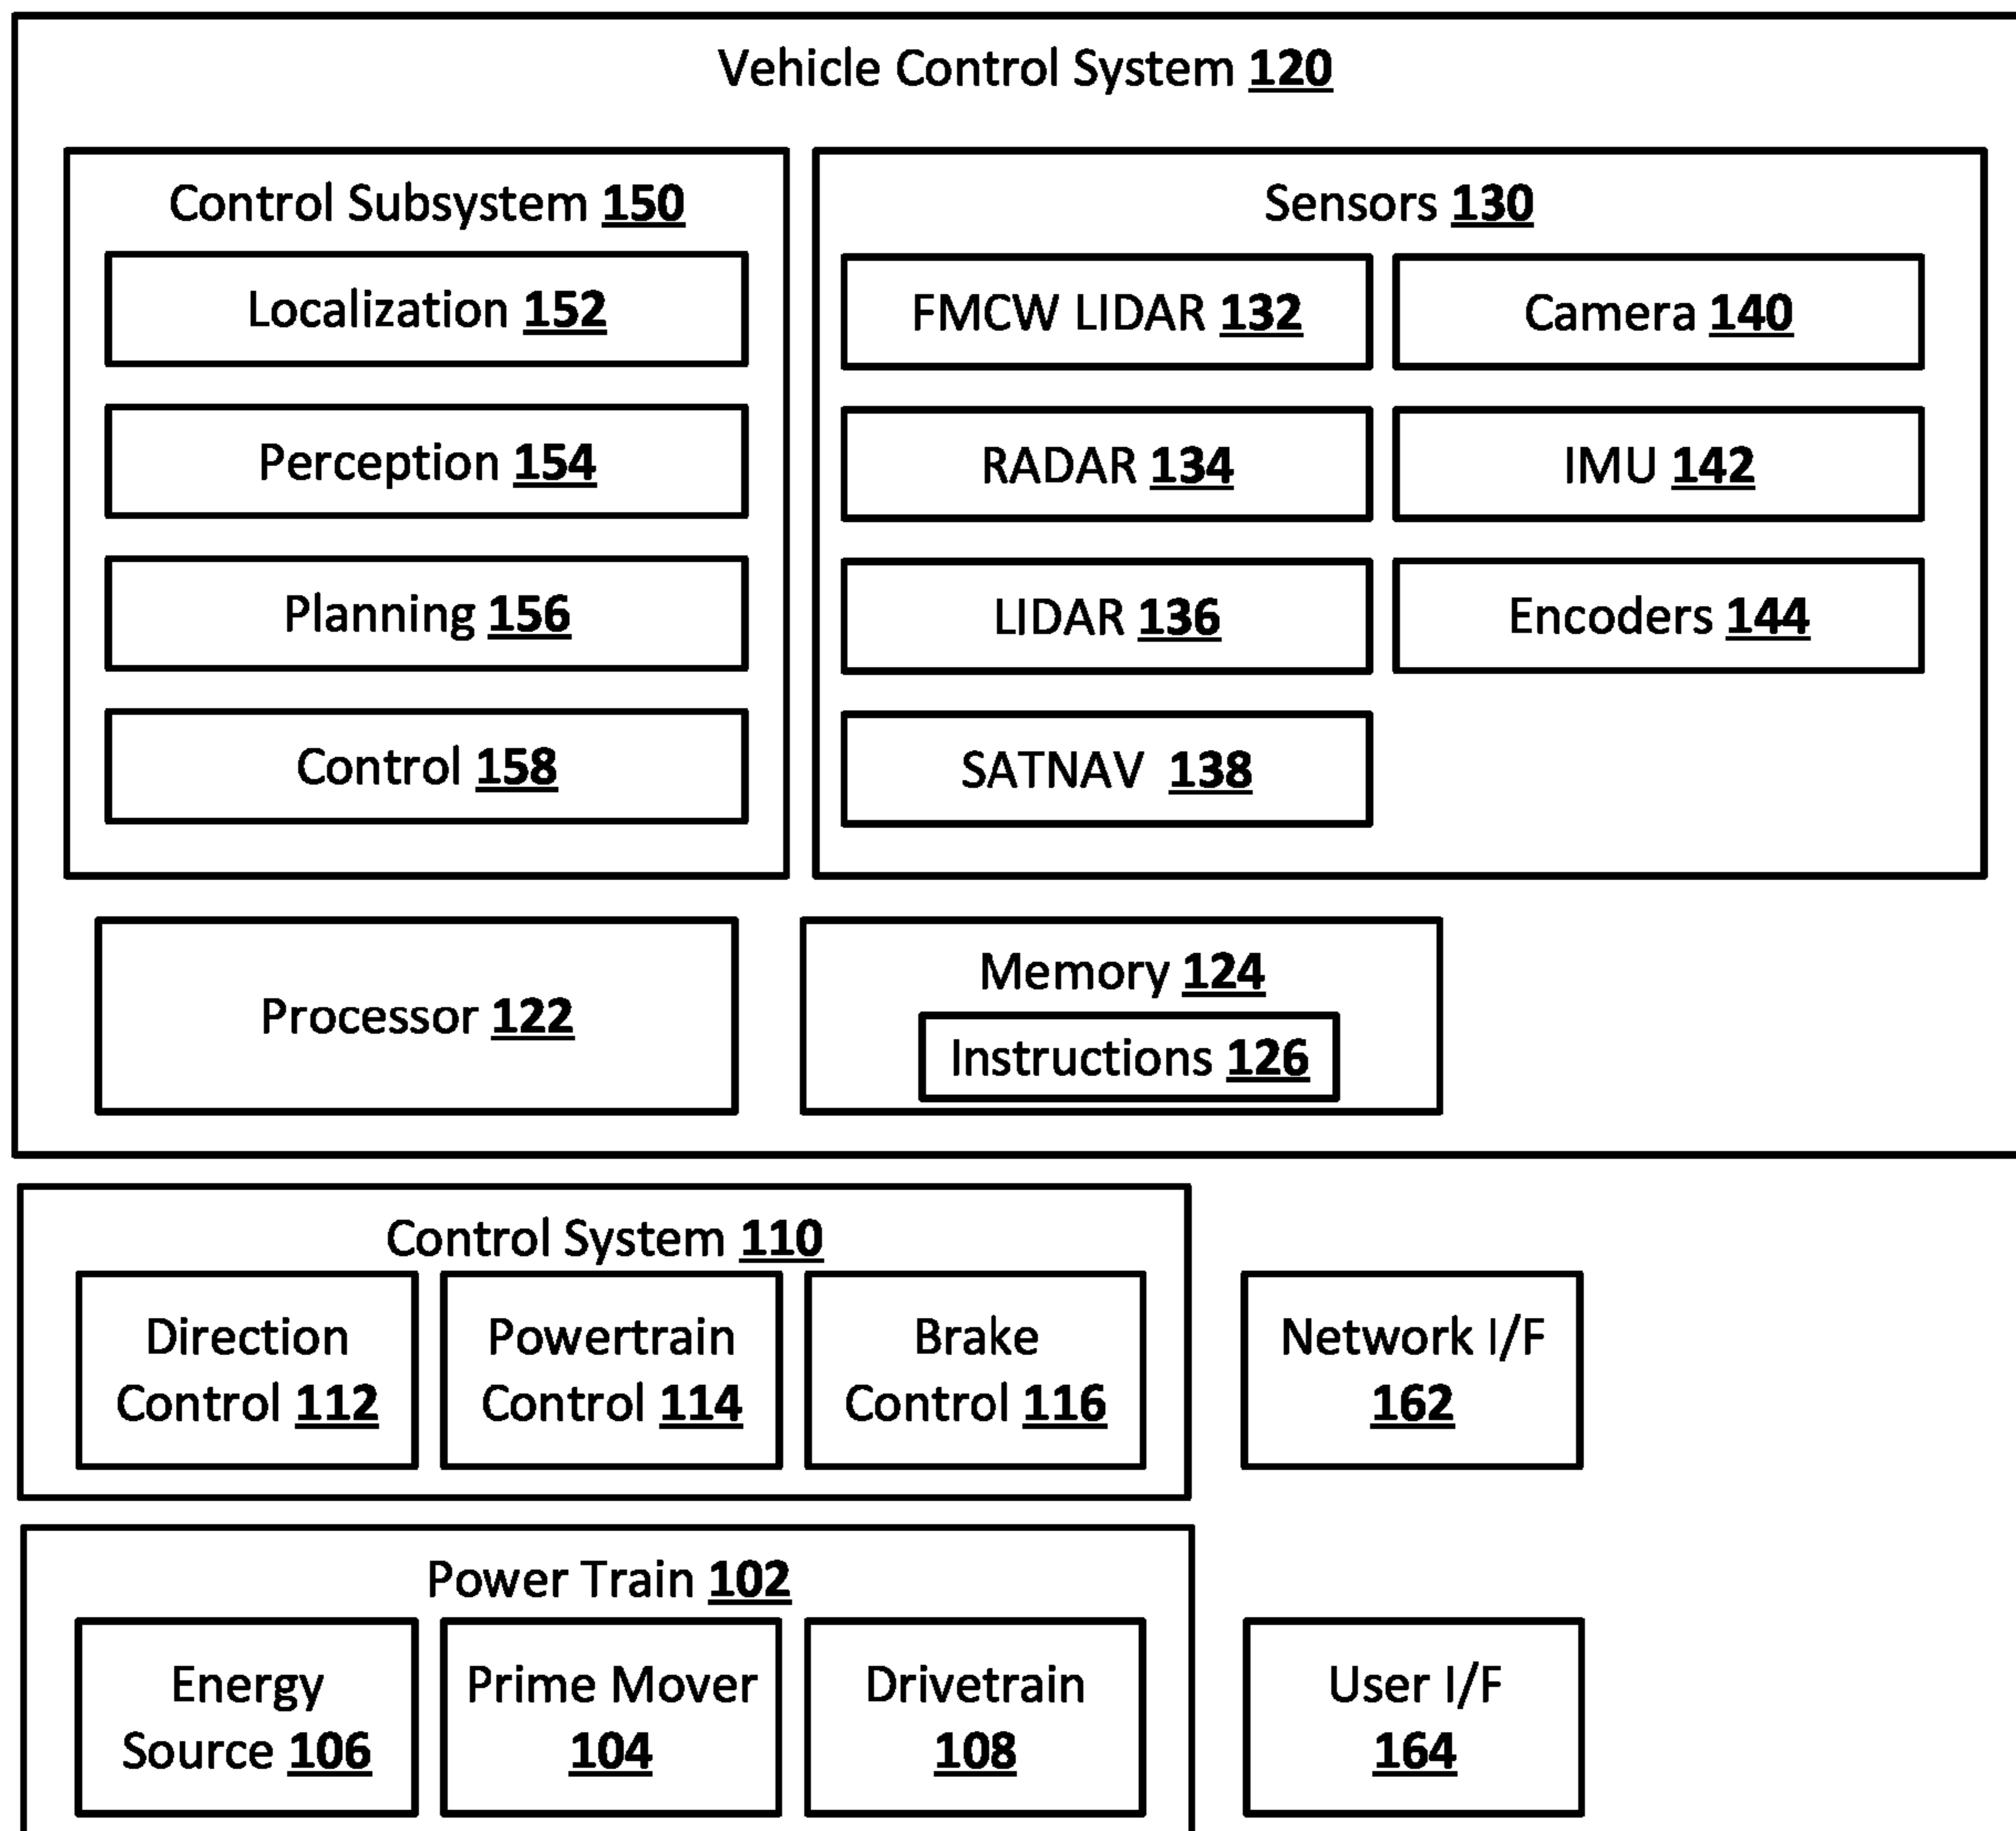 Vehicle Control System 120
Control Subsystem 150
Localization 152
Perception 154
Planning 156
Control 158
Sensors 130
FMCW LIDAR 132
Camera 140
RADAR 134
IMU 142
LIDAR 136
Encoders 144
SATNAV 138
Processor 122
Memory 124
Instructions 126
Control System 110
Direction
Control 112
Powertrain
Control 114
Brake
Control 116
Network I/F
162
Power Train 102
Energy
Source 106
Prime Mover
104
Drivetrain
108
User I/F
164